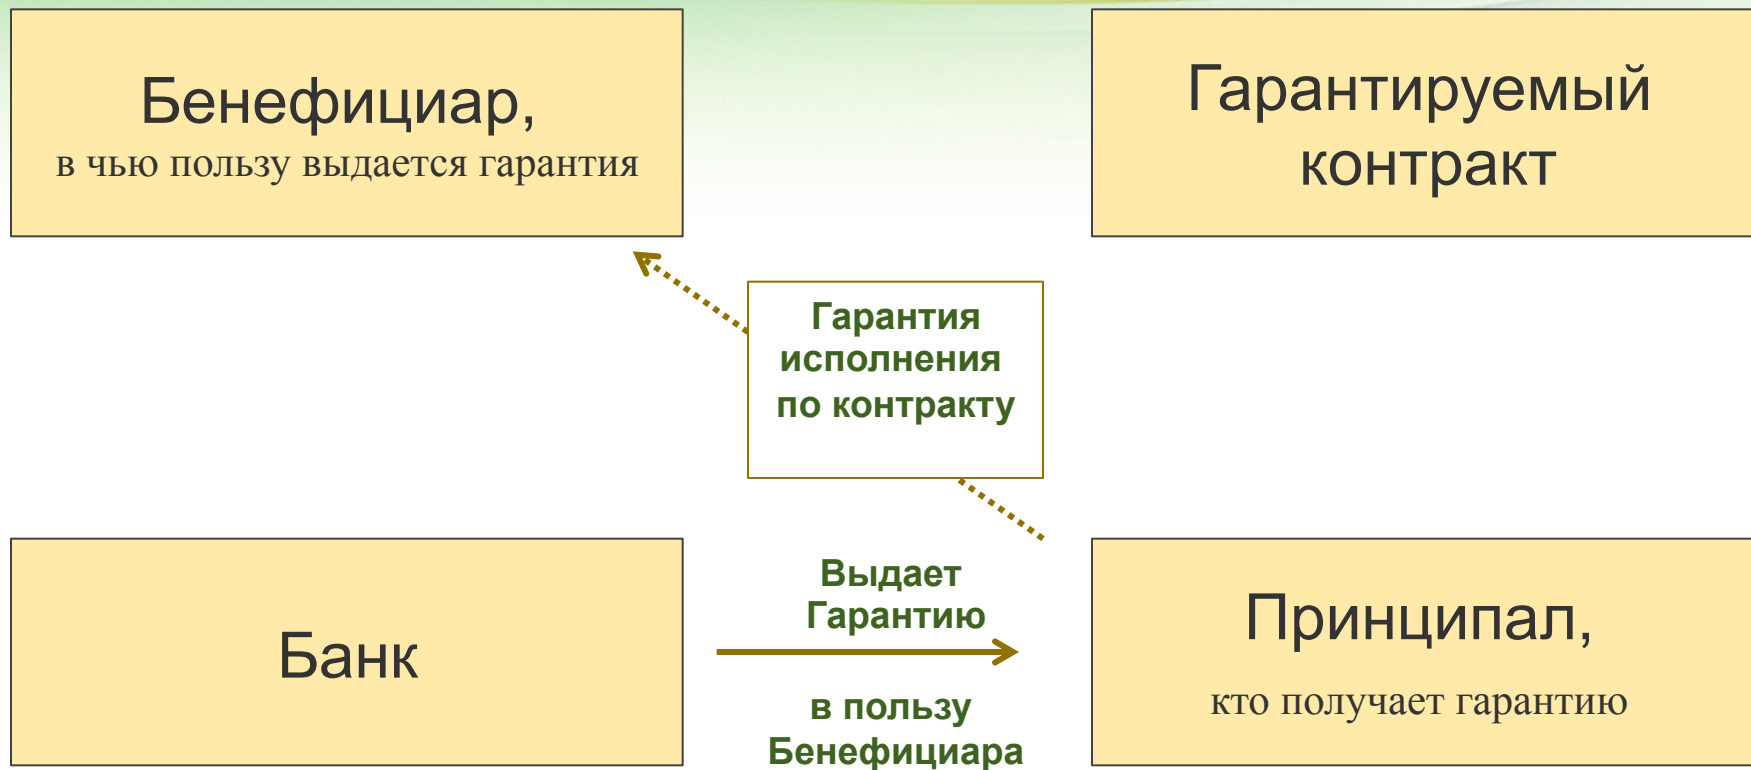 Бенефициар,
в чью пользу выдается гарантия
Гарантируемый
контракт
Гарантия
исполнения
по контракту
Банк
Выдает
Гарантию
в пользу
Бенефициара
Принципал,
кто получает гарантию